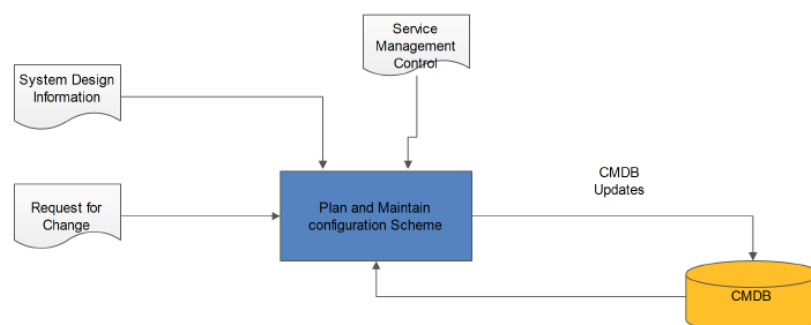 Service
Management
Control
System Design
Information
Request for
Change
Plan and Maintain
configuration Scheme
CMDB
Updates
CMDB